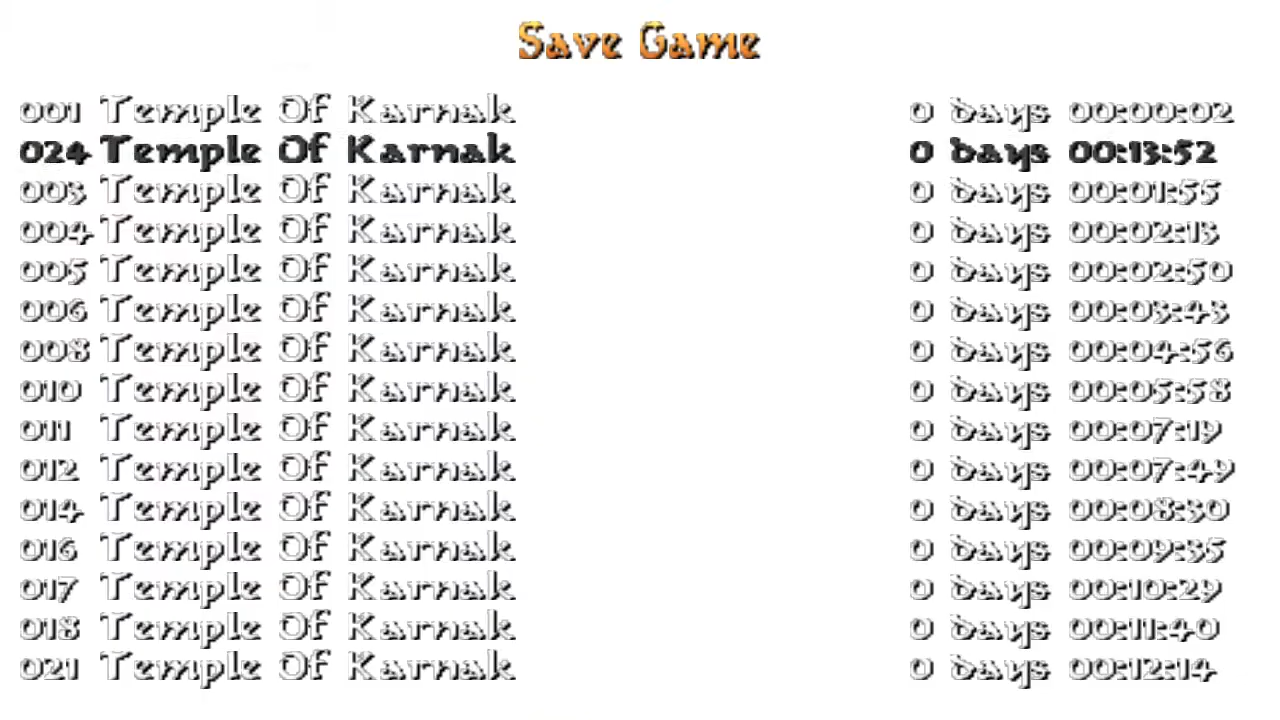 Save Game
001 Temple Of Karnak 0 days 00:00:02
024 Temple Of Karnak 0 days 00:13:52
003 Temple Of Karnak 0 days 00:01:55
004 Temple Of Karnak 0 days 00:02:13
005 Temple Of Karnak 0 days 00:02:50
006 Temple Of Karnak 0 days 00:03:43
008 Temple Of Karnak 0 days 00:04:56
010 Temple Of Karnak 0 days 00:05:58
011 Temple Of Karnak 0 days 00:07:19
012 Temple Of Karnak 0 days 00:07:49
014 Temple Of Karnak 0 days 00:08:30
016 Temple Of Karnak 0 days 00:09:35
017 Temple Of Karnak 0 days 00:10:29
018 Temple Of Karnak 0 days 00:11:40
021 Temple Of Karnak 0 days 00:12:14